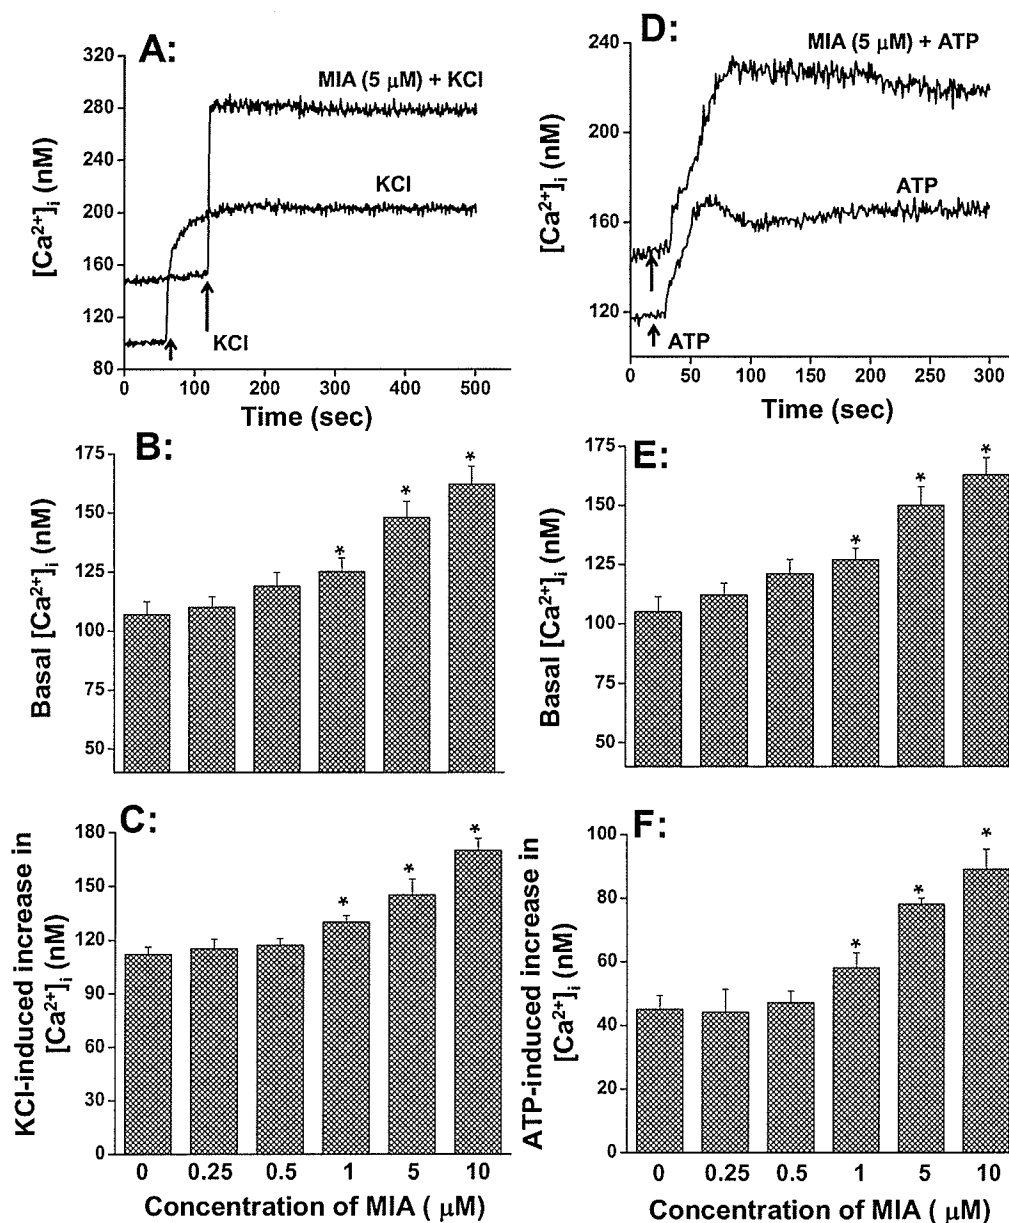 A:
[Ca2+]i (nM)
320
280
240
200
160
120
80
MIA (5 μM) + KCl
KCl
KCl
0 100 200 300 400 500
Time (sec)
D:
[Ca2+]i (nM)
240
200
160
120
MIA (5 μM) + ATP
ATP
ATP
0 50 100 150 200 250 300
Time (sec)
B:
Basal [Ca2+]i (nM)
175
150
125
100
75
50
* * *
E:
Basal [Ca2+]i (nM)
175
150
125
100
75
50
* * *
C:
KCl-induced increase in
[Ca2+]i (nM)
180
150
120
90
60
30
0
* * *
0 0.25 0.5 1 5 10
Concentration of MIA ( μM)
F:
ATP-induced increase in
[Ca2+]i (nM)
100
80
60
40
20
0
* * *
0 0.25 0.5 1 5 10
Concentration of MIA ( μM)